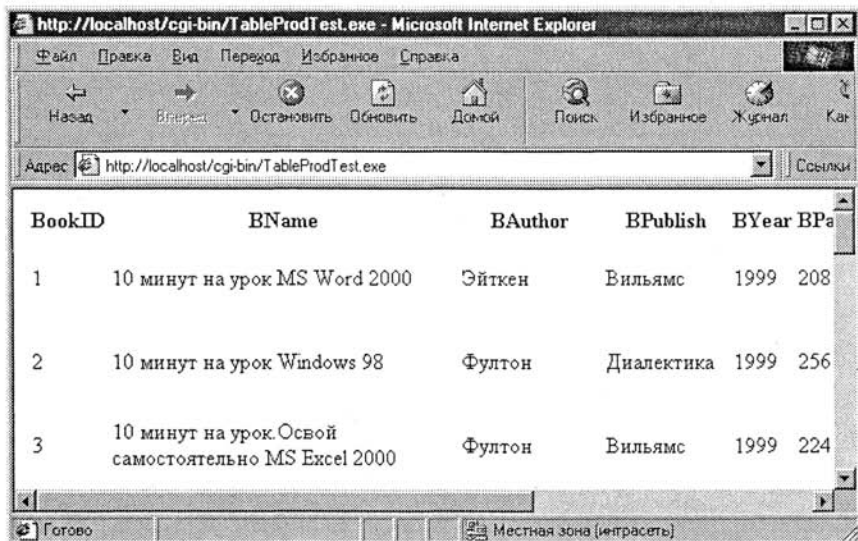 http://localhost/cgi-bin/TableProdTest.exe - Microsoft Internet Explorer
Файл Правка Вид Переход Избранное Справка
Назад Вперед Остановить Обновить Домой Поиск Избранное Журнал Кан
Адрес http://localhost/cgi-bin/TableProdTest.exe Ссылки
BookID BName BAuthor BPublish BYear BPa
1 10 минут на урок MS Word 2000 Эйткен Вильямс 1999 208
2 10 минут на урок Windows 98 Фултон Диалектика 1999 256
10 минут на урок.Освой
3 самостоятельно MS Excel 2000 Фултон Вильямс 1999 224
Готово Местная зона (интрасеть)